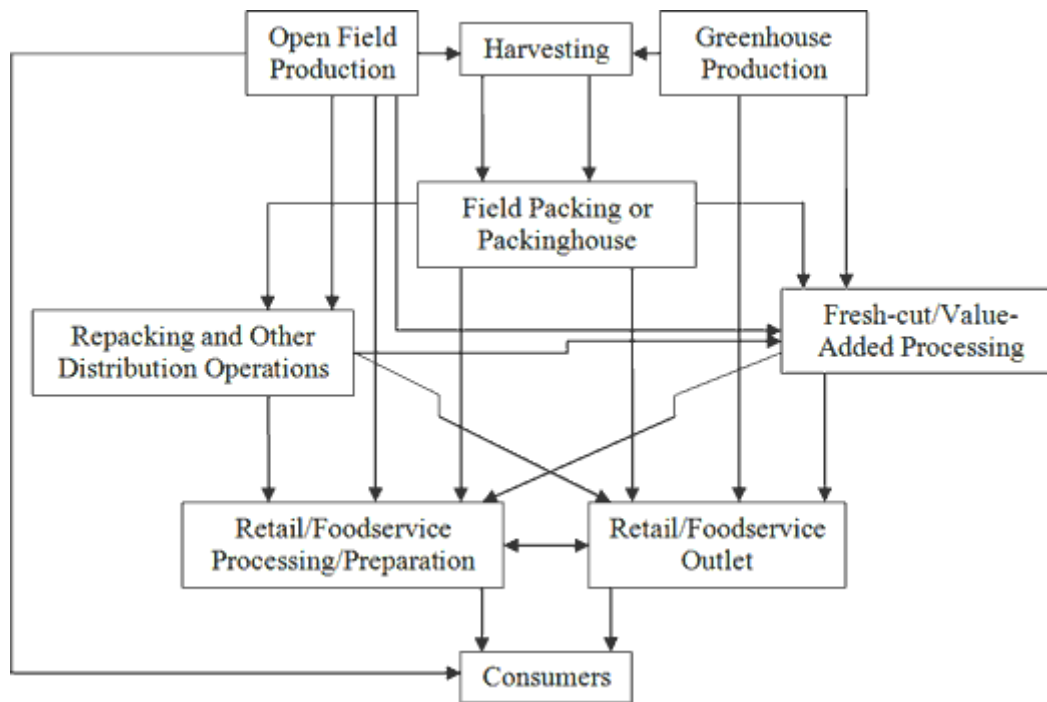 Open Field
Production
Harvesting
Greenhouse
Production
Field Packing or
Packinghouse
Repacking and Other
Distribution Operations
Fresh-cut/Value-
Added Processing
Retail/Foodservice
Processing/Preparation
Retail/Foodservice
Outlet
Consumers